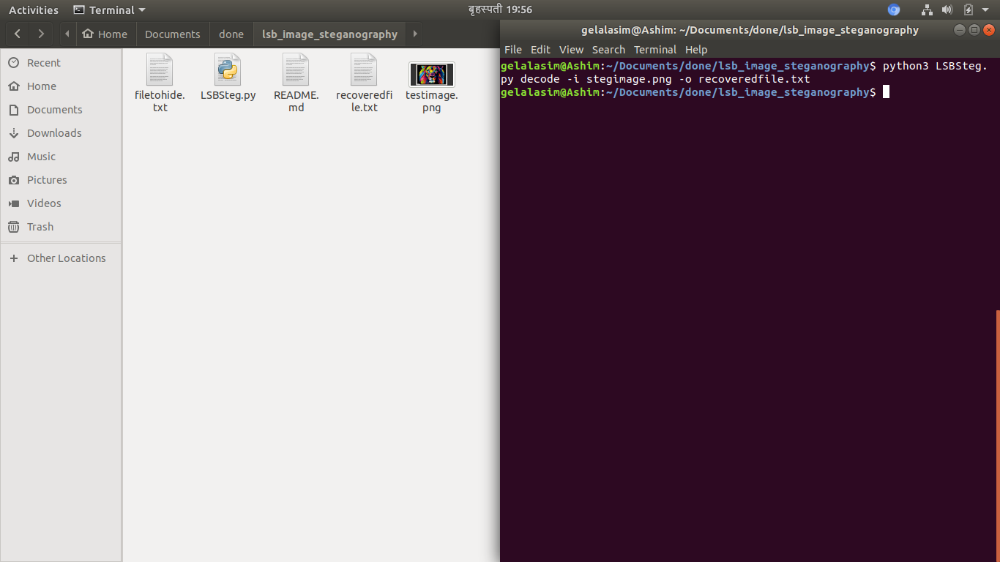 Activities Terminal बृहस्पती 19:56
Home Documents done lsb_image_steganography
Recent
Home
Documents
Downloads
Music
Pictures
Videos
Trash
Other Locations
filetohide.
txt
LSBSteg.py
README.
md
recoveredfi
le.txt
testimage.
png
gelalasim@Ashim: ~/Documents/done/lsb_image_steganography
File Edit View Search Terminal Help
gelalasim@Ashim:~/Documents/done/lsb_image_steganography$ python3 LSBSteg.
py decode -i stegimage.png -o recoveredfile.txt
gelalasim@Ashim:~/Documents/done/lsb_image_steganography$